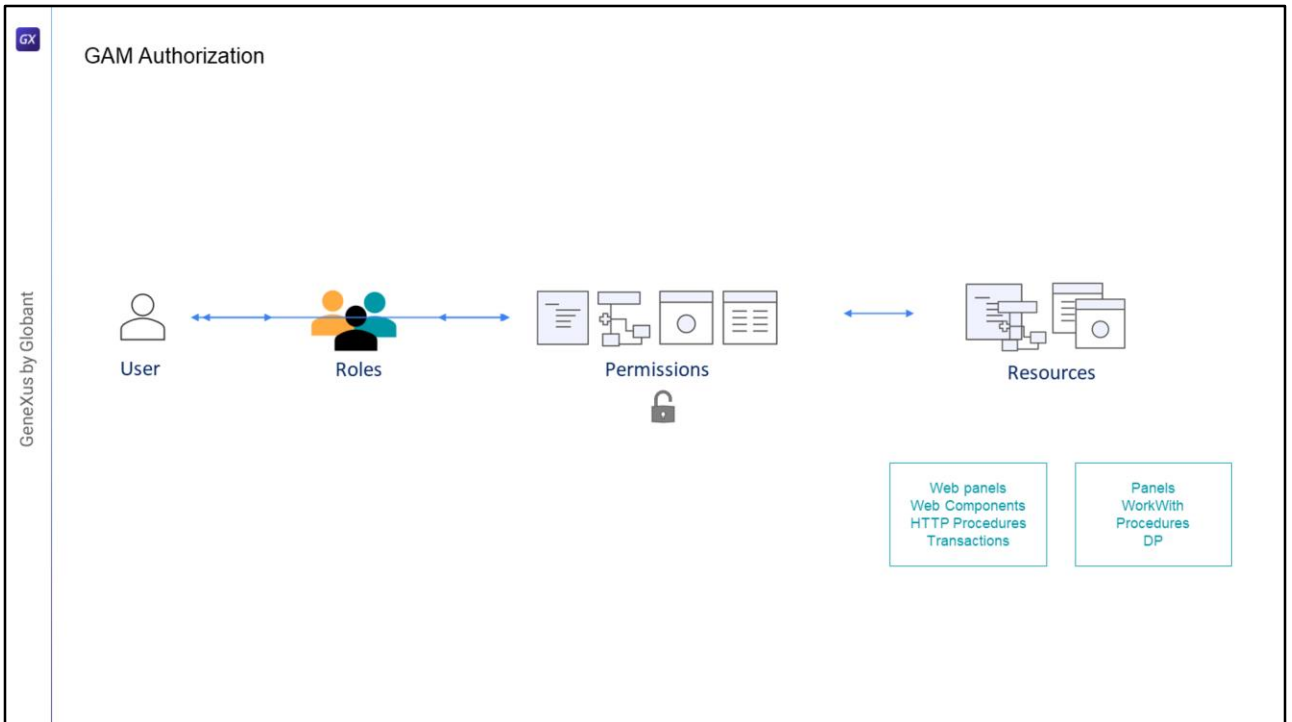 GX
GAM Authorization
GeneXus by Globant
User
Roles
Permissions
Resources
Web panels
Web Components
HTTP Procedures
Transactions
Panels
WorkWith
Procedures
DP